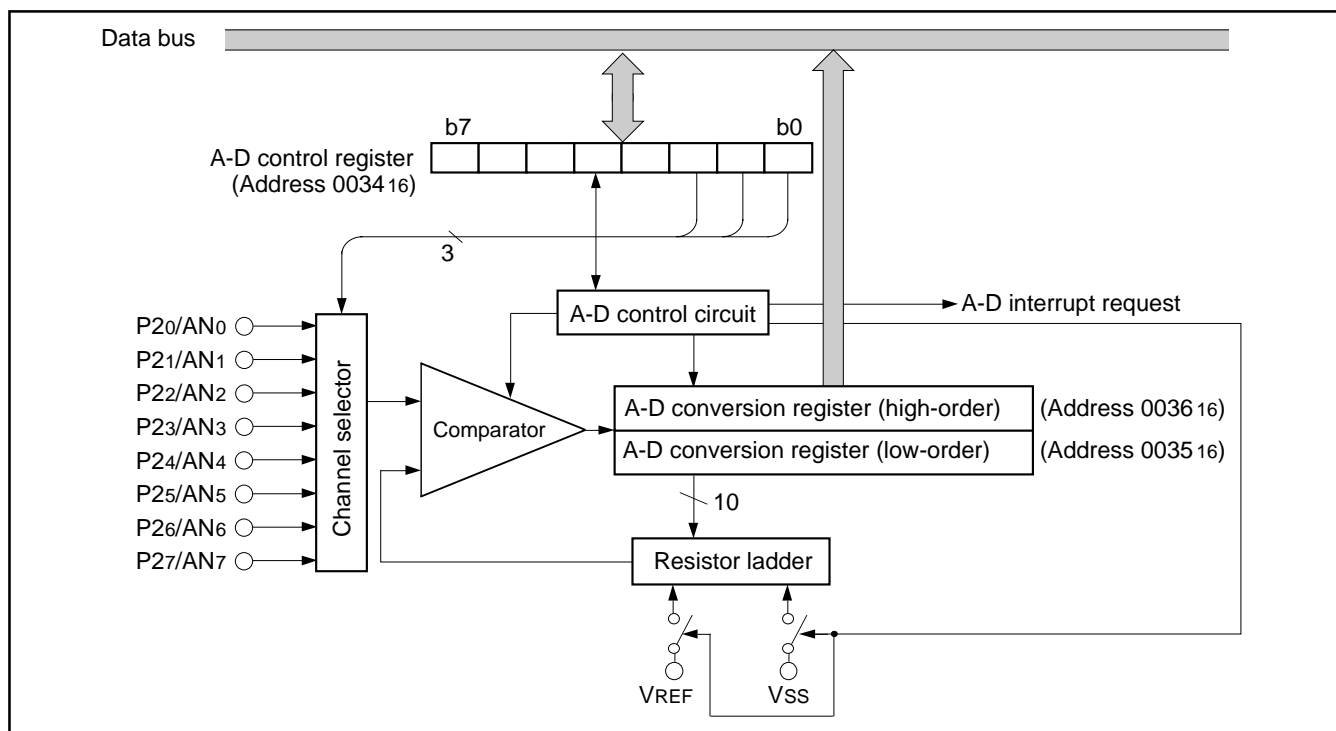 Data bus
b7 b0
A-D control register
(Address 003416)
3
A-D control circuit
A-D interrupt request
P20/AN0
P21/AN1
P22/AN2
P23/AN3
P24/AN4
P25/AN5
P26/AN6
P27/AN7
Channel selector
Comparator
A-D conversion register (high-order) (Address 003616)
A-D conversion register (low-order) (Address 003516)
10
Resistor ladder
VREF VSS